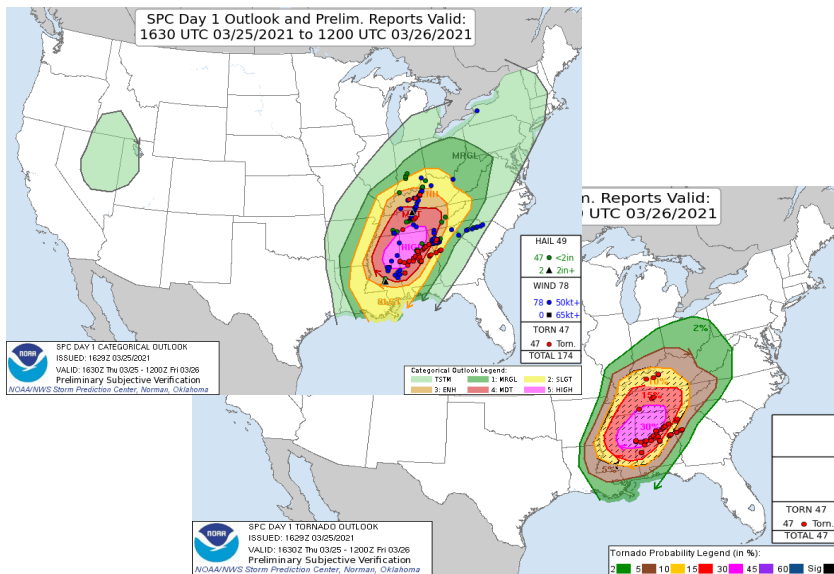 SPC Day 1 Outlook and Prelim. Reports Valid:
1630 UTC 03/25/2021 to 1200 UTC 03/26/2021
MRGL
ENH
MDT
HIGH
SLGT
HAIL 49
47 <2in
2 2in+
WIND 78
78 50kt+
0 65kt+
TORN 47
47 Torn.
TOTAL 174
NOAA
SPC DAY 1 CATEGORICAL OUTLOOK
ISSUED: 1629Z 03/25/2021
VALID: 1630Z Thu 03/25 - 1200Z Fri 03/26
Preliminary Subjective Verification
NOAA/NWS Storm Prediction Center, Norman, Oklahoma
Categorical Outlook Legend:
TSTM 1: MRGL 2: SLGT
3: ENH 4: MDT 5: HIGH
m. Reports Valid:
UTC 03/26/2021
2%
15%
30%
5%
TORN 47
47 Torn.
TOTAL 47
NOAA
SPC DAY 1 TORNADO OUTLOOK
ISSUED: 1629Z 03/25/2021
VALID: 1630Z Thu 03/25 - 1200Z Fri 03/26
Preliminary Subjective Verification
NOAA/NWS Storm Prediction Center, Norman, Oklahoma
Tornado Probability Legend (in %):
2 5 10 15 30 45 60 Sig